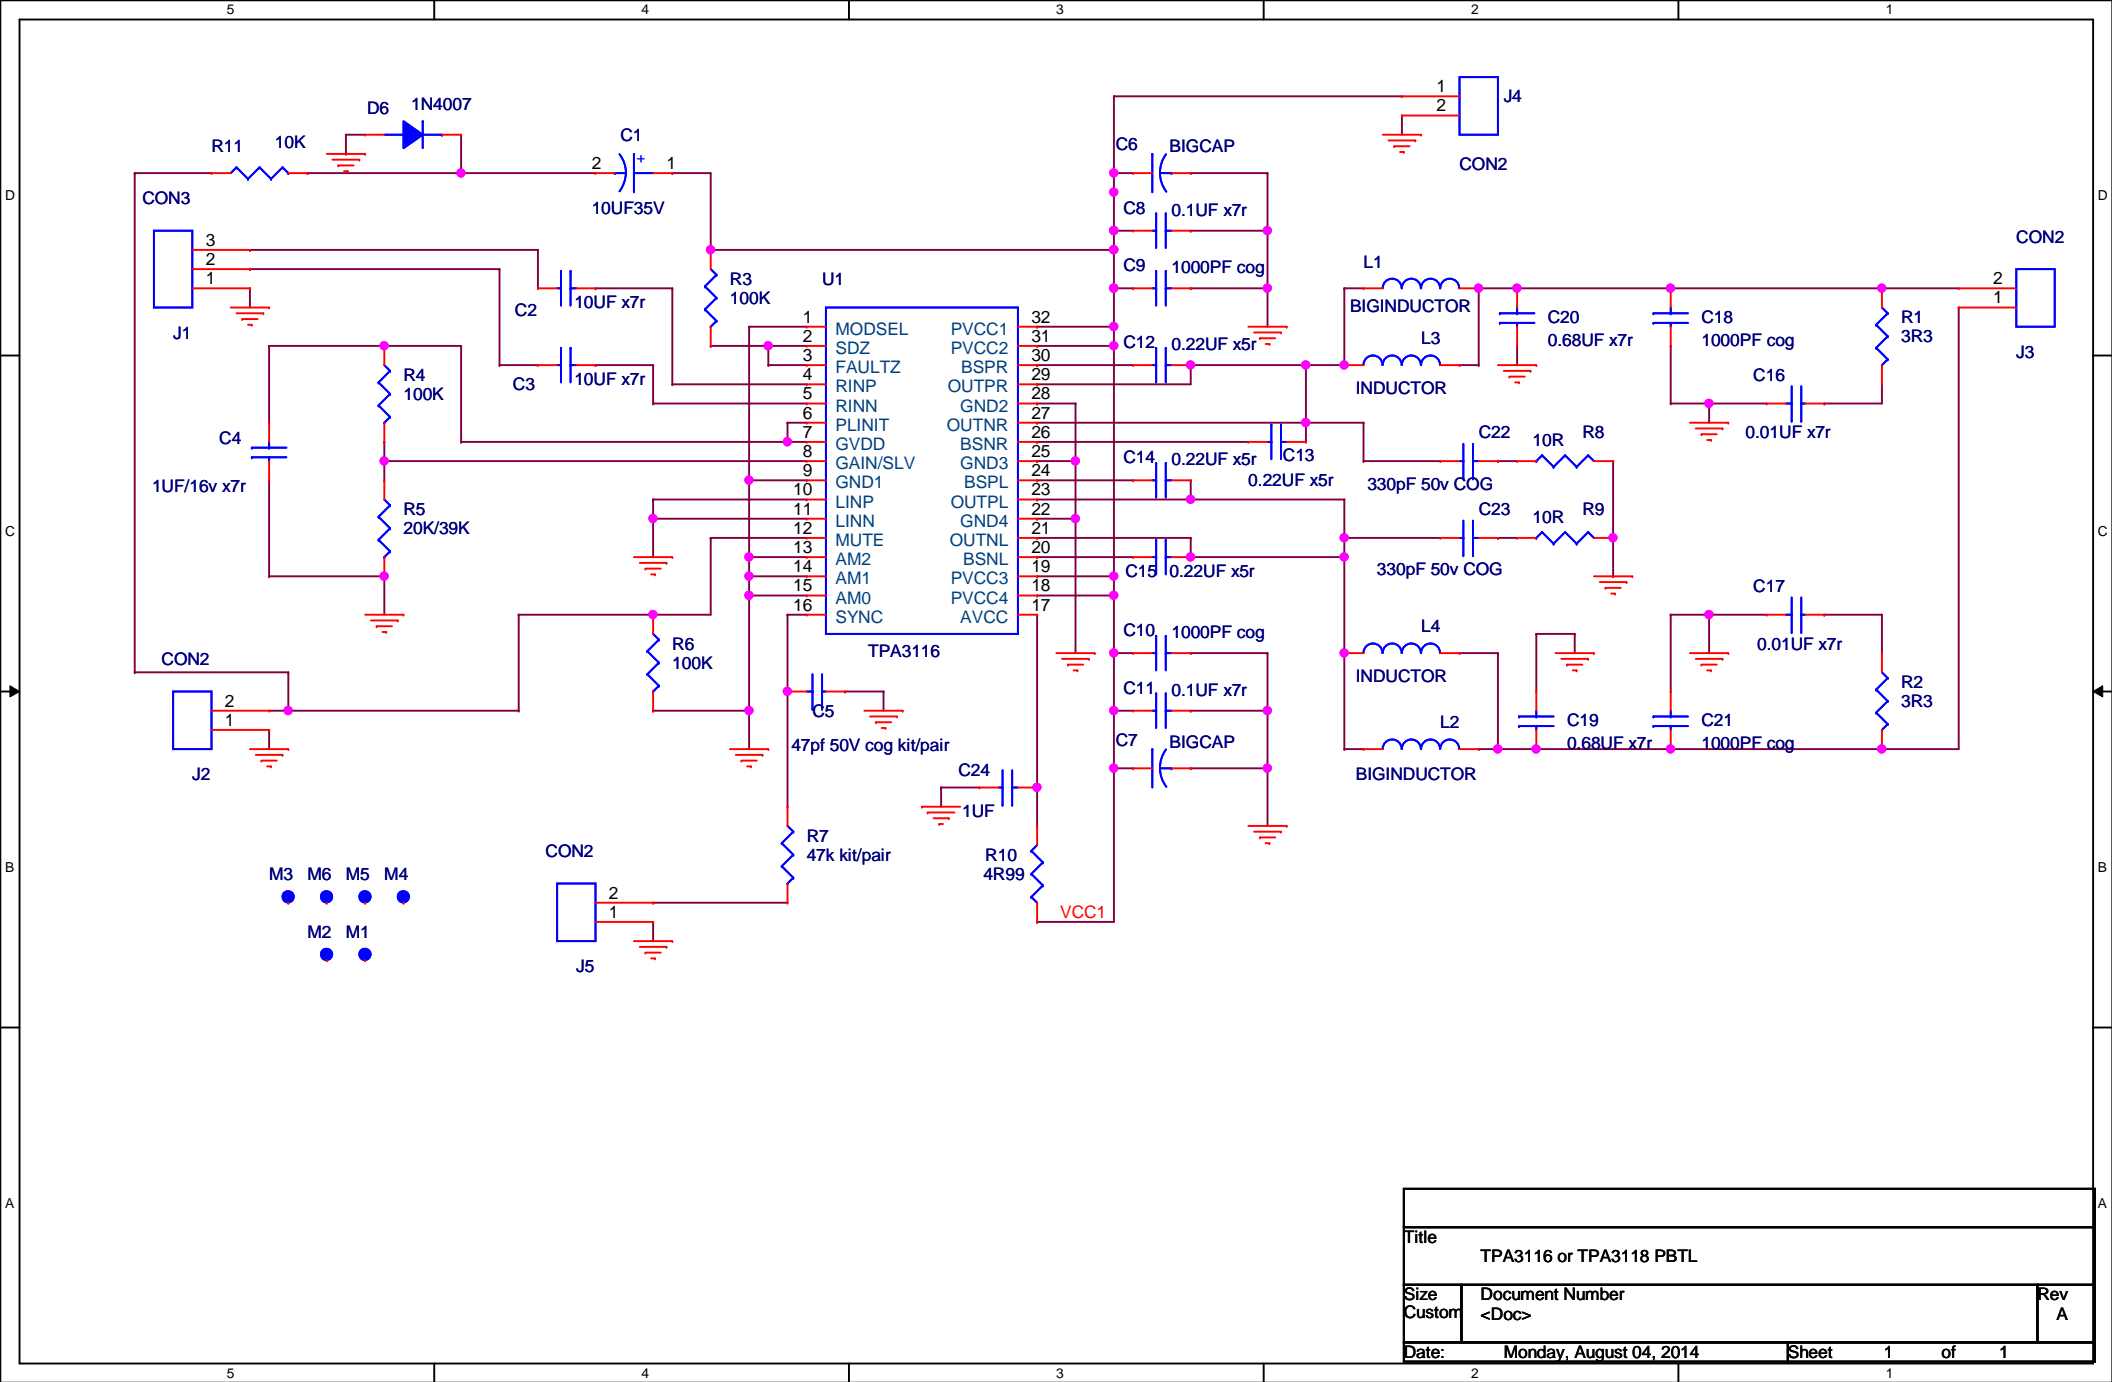 5 4 3 2 1
D
C
B
A
D
C
B
A
D6 1N4007
R11 10K
C1
2 1
10UF35V
CON3
3
2
1
J1
C2 10UF x7r
C3 10UF x7r
R3
100K
R4
100K
C4
1UF/16v x7r
R5
20K/39K
U1
1 MODSEL PVCC1 32
2 SDZ PVCC2 31
3 FAULTZ BSPR 30
4 RINP OUTPR 29
5 RINN GND2 28
6 PLINIT OUTNR 27
7 GVDD BSNR 26
8 GAIN/SLV GND3 25
9 GND1 BSPL 24
10 LINP OUTPL 23
11 LINN GND4 22
12 MUTE OUTNL 21
13 AM2 BSNL 20
14 AM1 PVCC3 19
15 AM0 PVCC4 18
16 SYNC AVCC 17
TPA3116
C6 BIGCAP
C8 0.1UF x7r
C9 1000PF cog
C12 0.22UF x5r
C13
0.22UF x5r
C14 0.22UF x5r
C15 0.22UF x5r
C10 1000PF cog
C11 0.1UF x7r
C7 BIGCAP
1
2
J4
CON2
L1
BIGINDUCTOR
L3
INDUCTOR
C20
0.68UF x7r
C18
1000PF cog
R1
3R3
C16
0.01UF x7r
CON2
2
1
J3
C22 10R R8
330pF 50v COG
C23 10R R9
330pF 50v COG
L4
INDUCTOR
L2
BIGINDUCTOR
C17
0.01UF x7r
C19
0.68UF x7r
C21
1000PF cog
R2
3R3
CON2
2
1
J2
R6
100K
C5
47pf 50V cog kit/pair
C24
1UF
R7
47k kit/pair
R10
4R99
VCC1
CON2
2
1
J5
M3 M6 M5 M4
M2 M1
Title
TPA3116 or TPA3118 PBTL
Size Document Number Rev
Custom <Doc> A
Date: Monday, August 04, 2014 Sheet 1 of 1
5 4 3 2 1